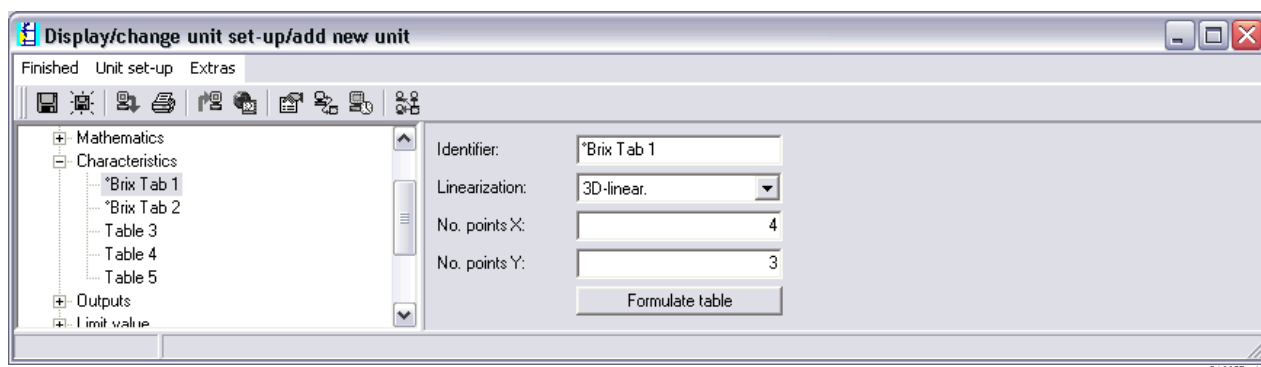 Display/change unit set-up/add new unit
Finished Unit set-up Extras
Mathematics
Characteristics
°Brix Tab 1
°Brix Tab 2
Table 3
Table 4
Table 5
Outputs
Limit value
Identifier: °Brix Tab 1
Linearization: 3D-linear.
No. points X: 4
No. points Y: 3
Formulate table